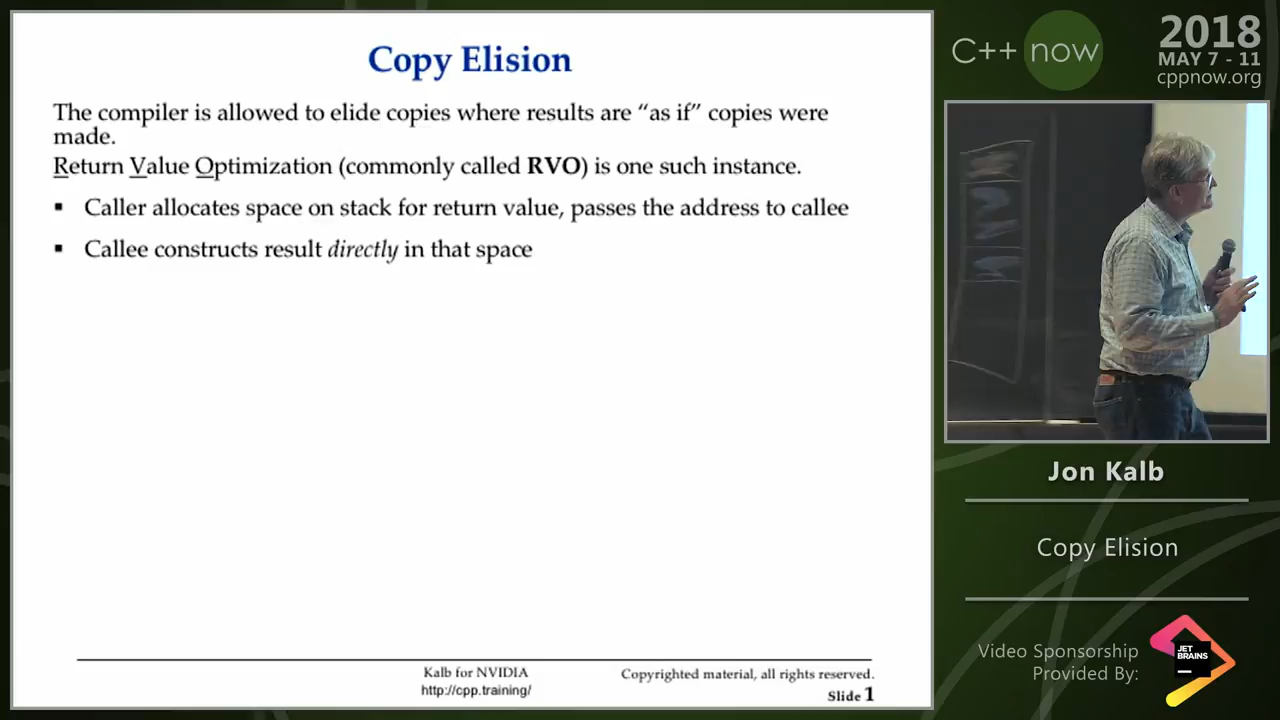 Copy Elision
The compiler is allowed to elide copies where results are “as if” copies were
made.
Return Value Optimization (commonly called RVO) is one such instance.
▪ Caller allocates space on stack for return value, passes the address to callee
▪ Callee constructs result directly in that space
Kalb for NVIDIA
http://cpp.training/
Copyrighted material, all rights reserved.
Slide 1
C++ now
2018
MAY 7 - 11
cppnow.org
Jon Kalb
Copy Elision
Video Sponsorship
Provided By:
JET
BRAINS